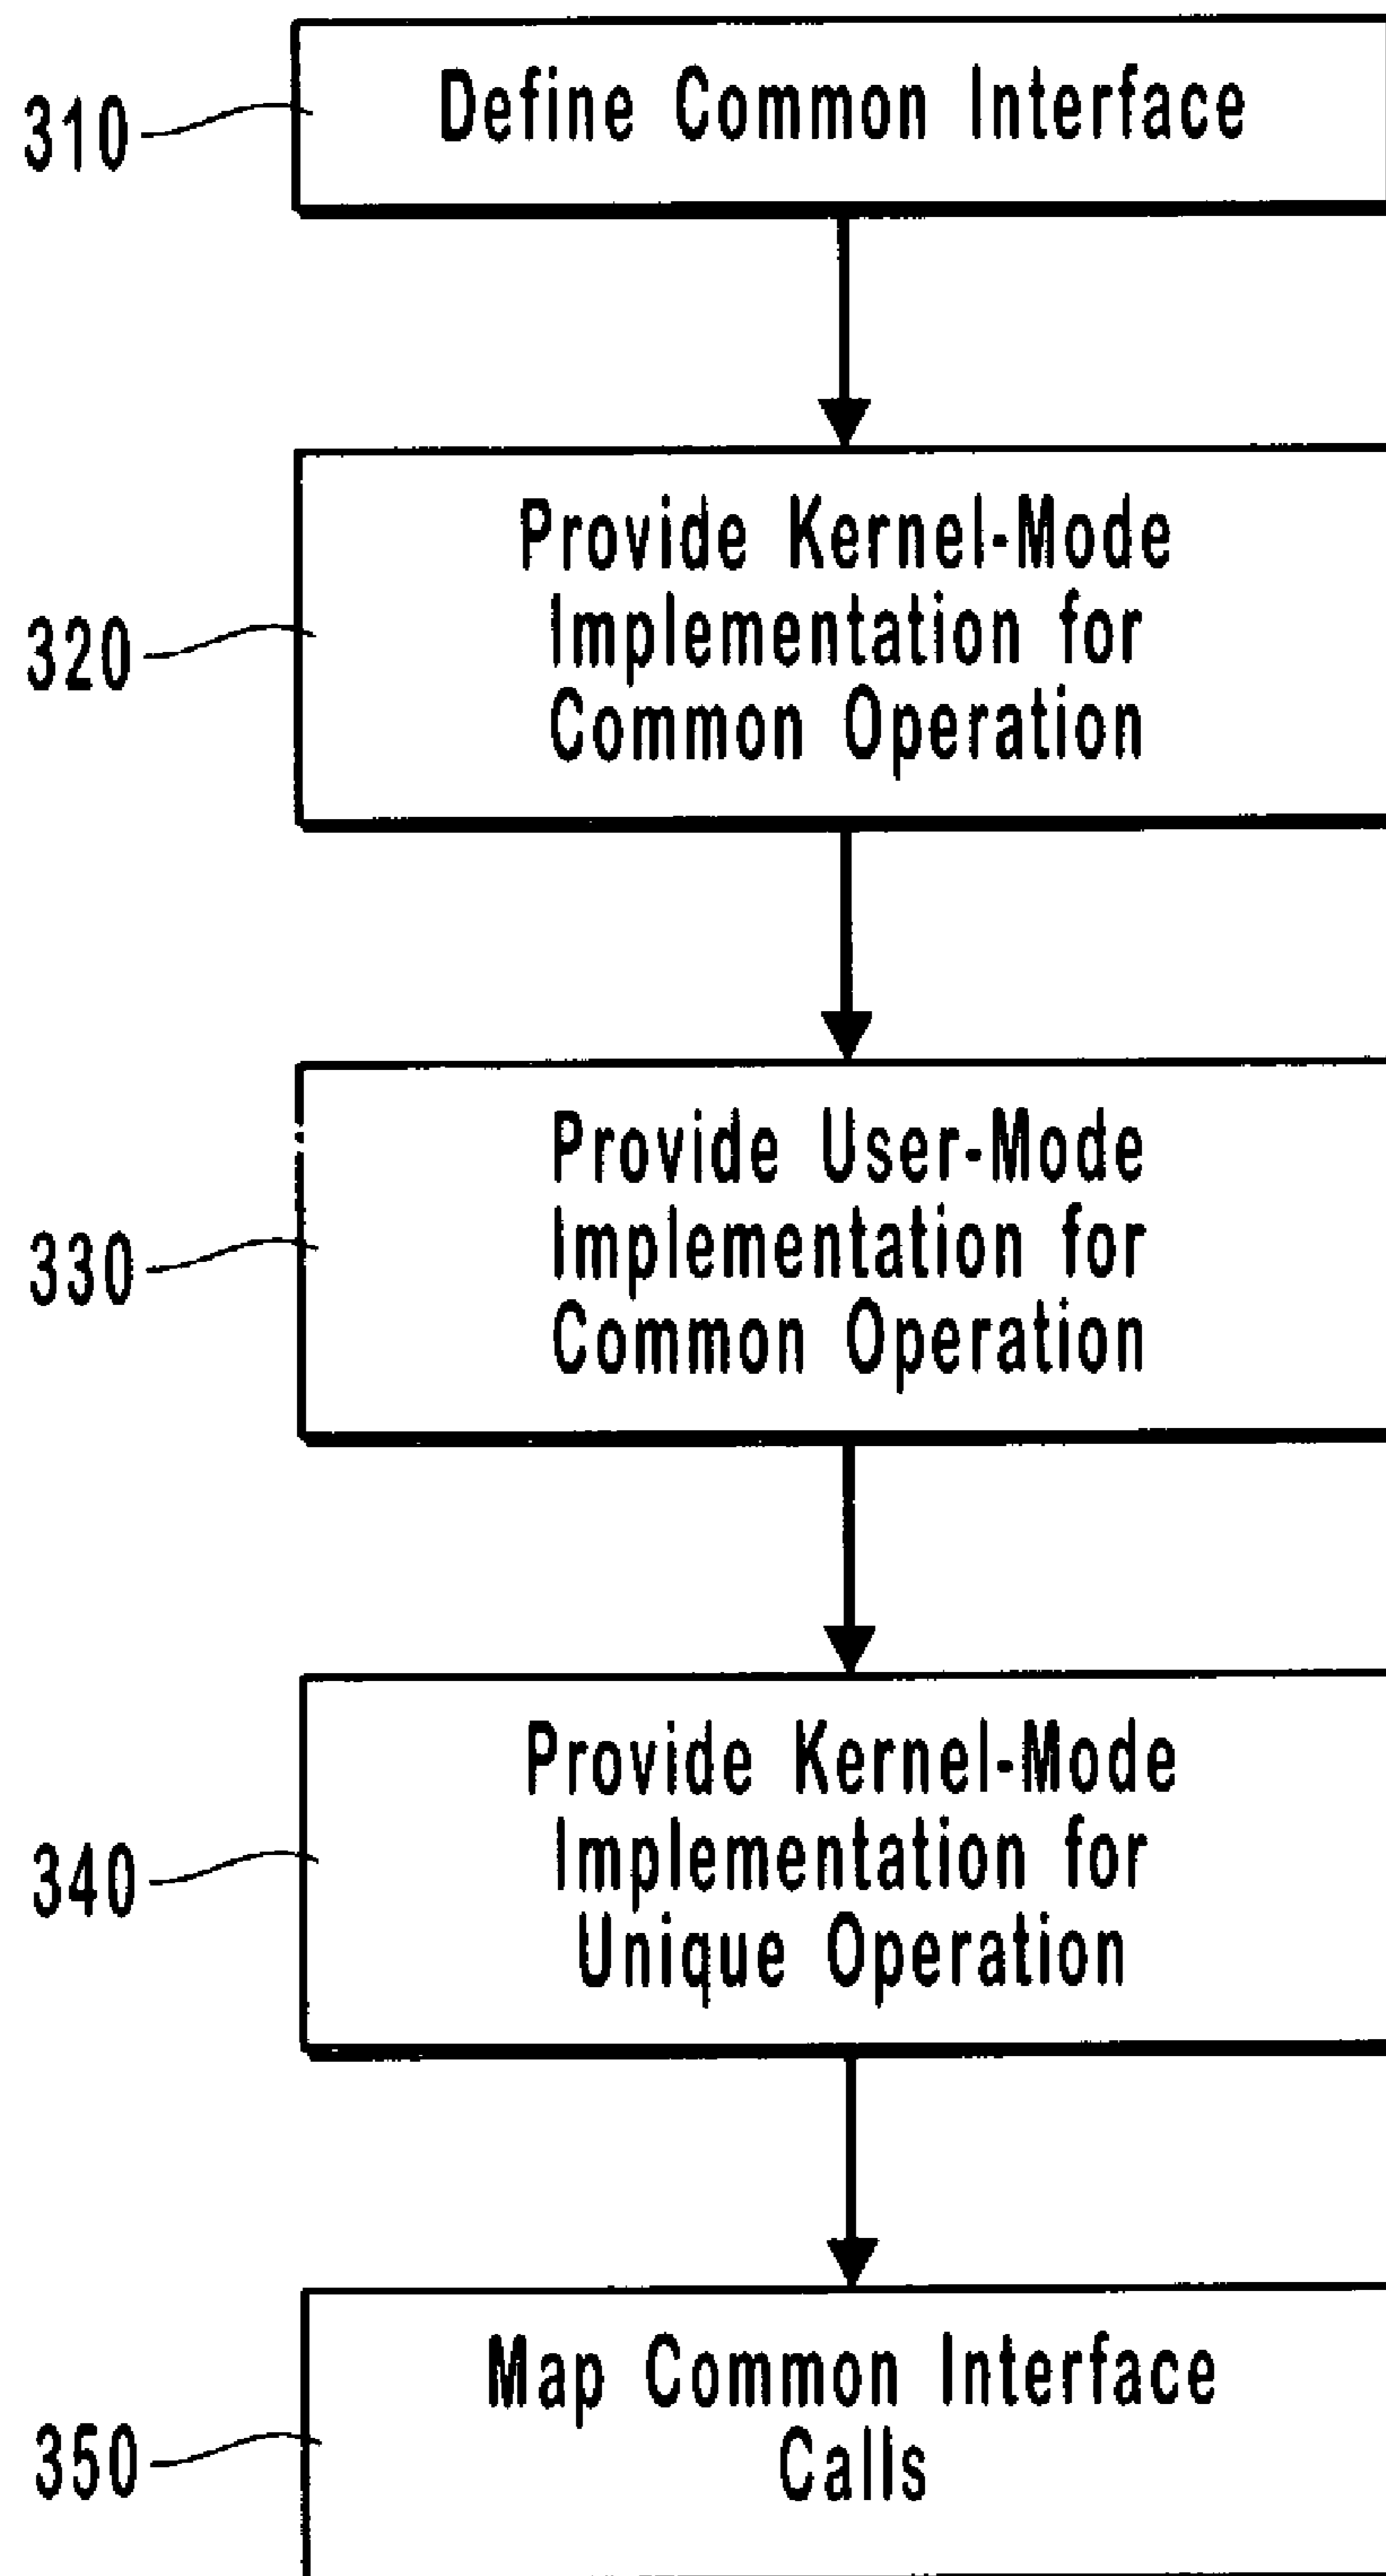 310
Define Common Interface
320
Provide Kernel-Mode
Implementation for
Common Operation
330
Provide User-Mode
Implementation for
Common Operation
340
Provide Kernel-Mode
Implementation for
Unique Operation
350
Map Common Interface
Calls